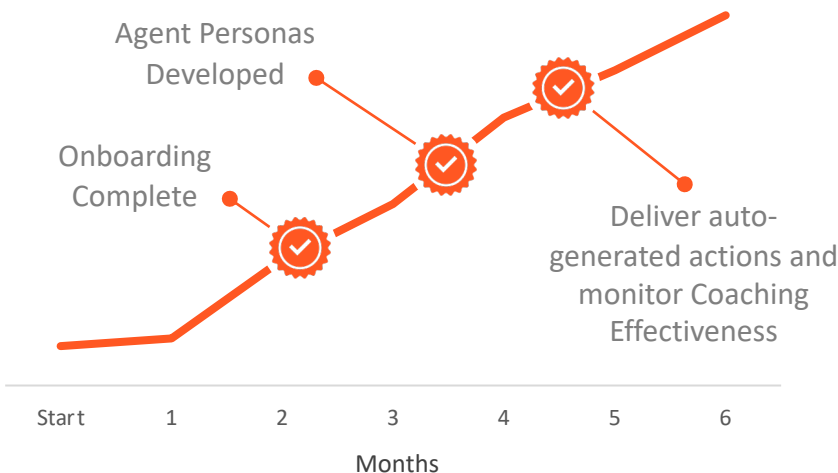 Agent Personas
Developed
Onboarding
Complete
Deliver auto-
generated actions and
monitor Coaching
Effectiveness
Start 1 2 3 4 5 6
Months